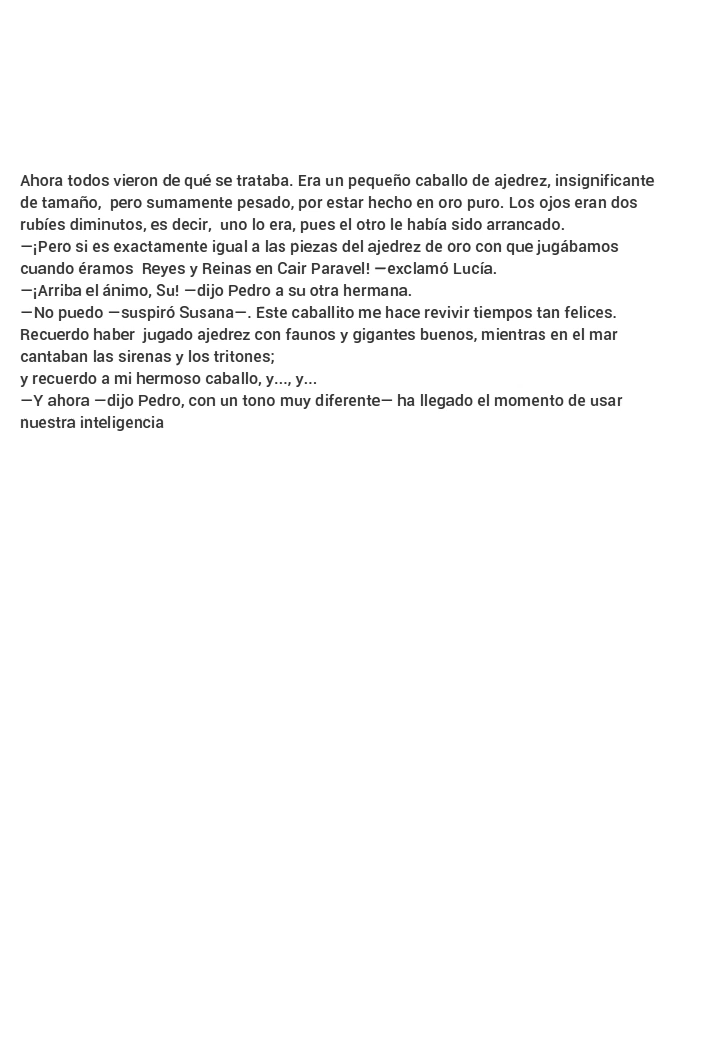 Ahora todos vieron de qué se trataba. Era un pequeño caballo de ajedrez, insignificante
de tamaño,  pero sumamente pesado, por estar hecho en oro puro. Los ojos eran dos
rubíes diminutos, es decir,  uno lo era, pues el otro le había sido arrancado.
—¡Pero si es exactamente igual a las piezas del ajedrez de oro con que jugábamos
cuando éramos  Reyes y Reinas en Cair Paravel! —exclamó Lucía.
—¡Arriba el ánimo, Su! —dijo Pedro a su otra hermana.
—No puedo —suspiró Susana—. Este caballito me hace revivir tiempos tan felices.
Recuerdo haber  jugado ajedrez con faunos y gigantes buenos, mientras en el mar
cantaban las sirenas y los tritones;
y recuerdo a mi hermoso caballo, y..., y...
—Y ahora —dijo Pedro, con un tono muy diferente— ha llegado el momento de usar
nuestra inteligencia